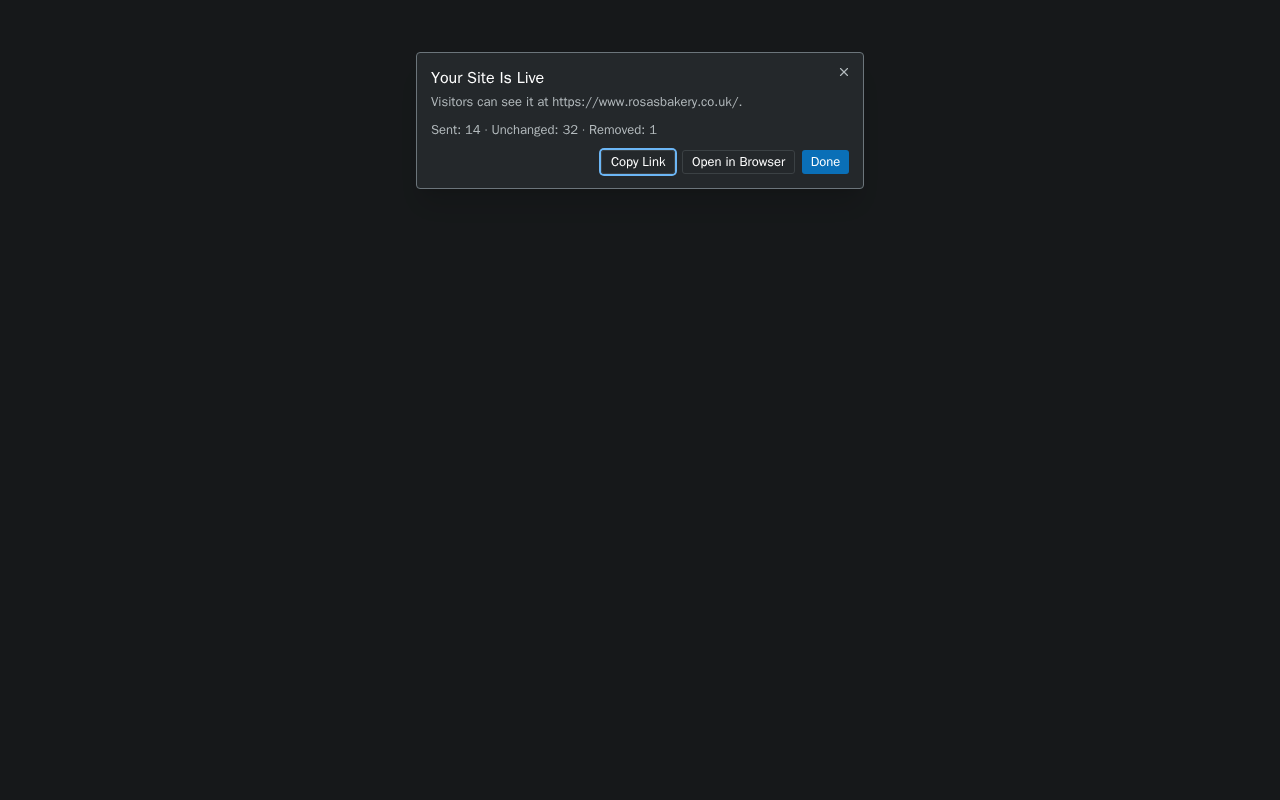 Your Site Is Live
Visitors can see it at https://www.rosasbakery.co.uk/.
Sent: 14 · Unchanged: 32 · Removed: 1
Copy Link Open in Browser Done